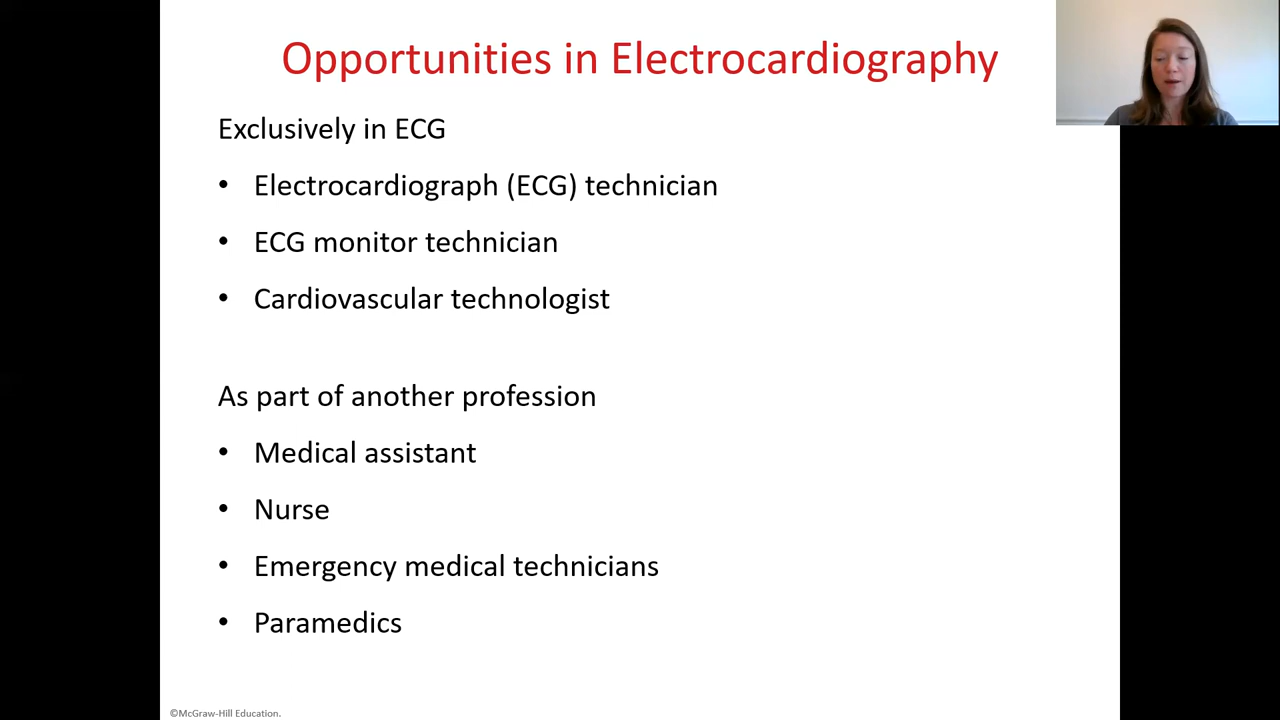 Opportunities in Electrocardiography
Exclusively in ECG
• Electrocardiograph (ECG) technician
• ECG monitor technician
• Cardiovascular technologist
As part of another profession
• Medical assistant
• Nurse
• Emergency medical technicians
• Paramedics
©McGraw-Hill Education.